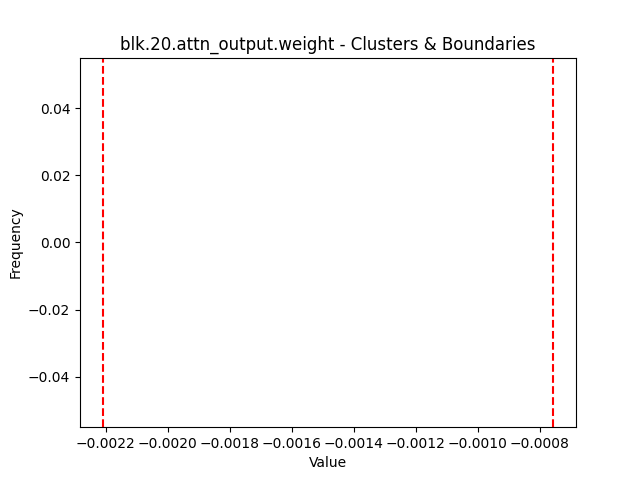 blk.20.attn_output.weight - Clusters & Boundaries
0.04
0.02
0.00
−0.02
−0.04
Frequency
−0.0022 −0.0020 −0.0018 −0.0016 −0.0014 −0.0012 −0.0010 −0.0008
Value